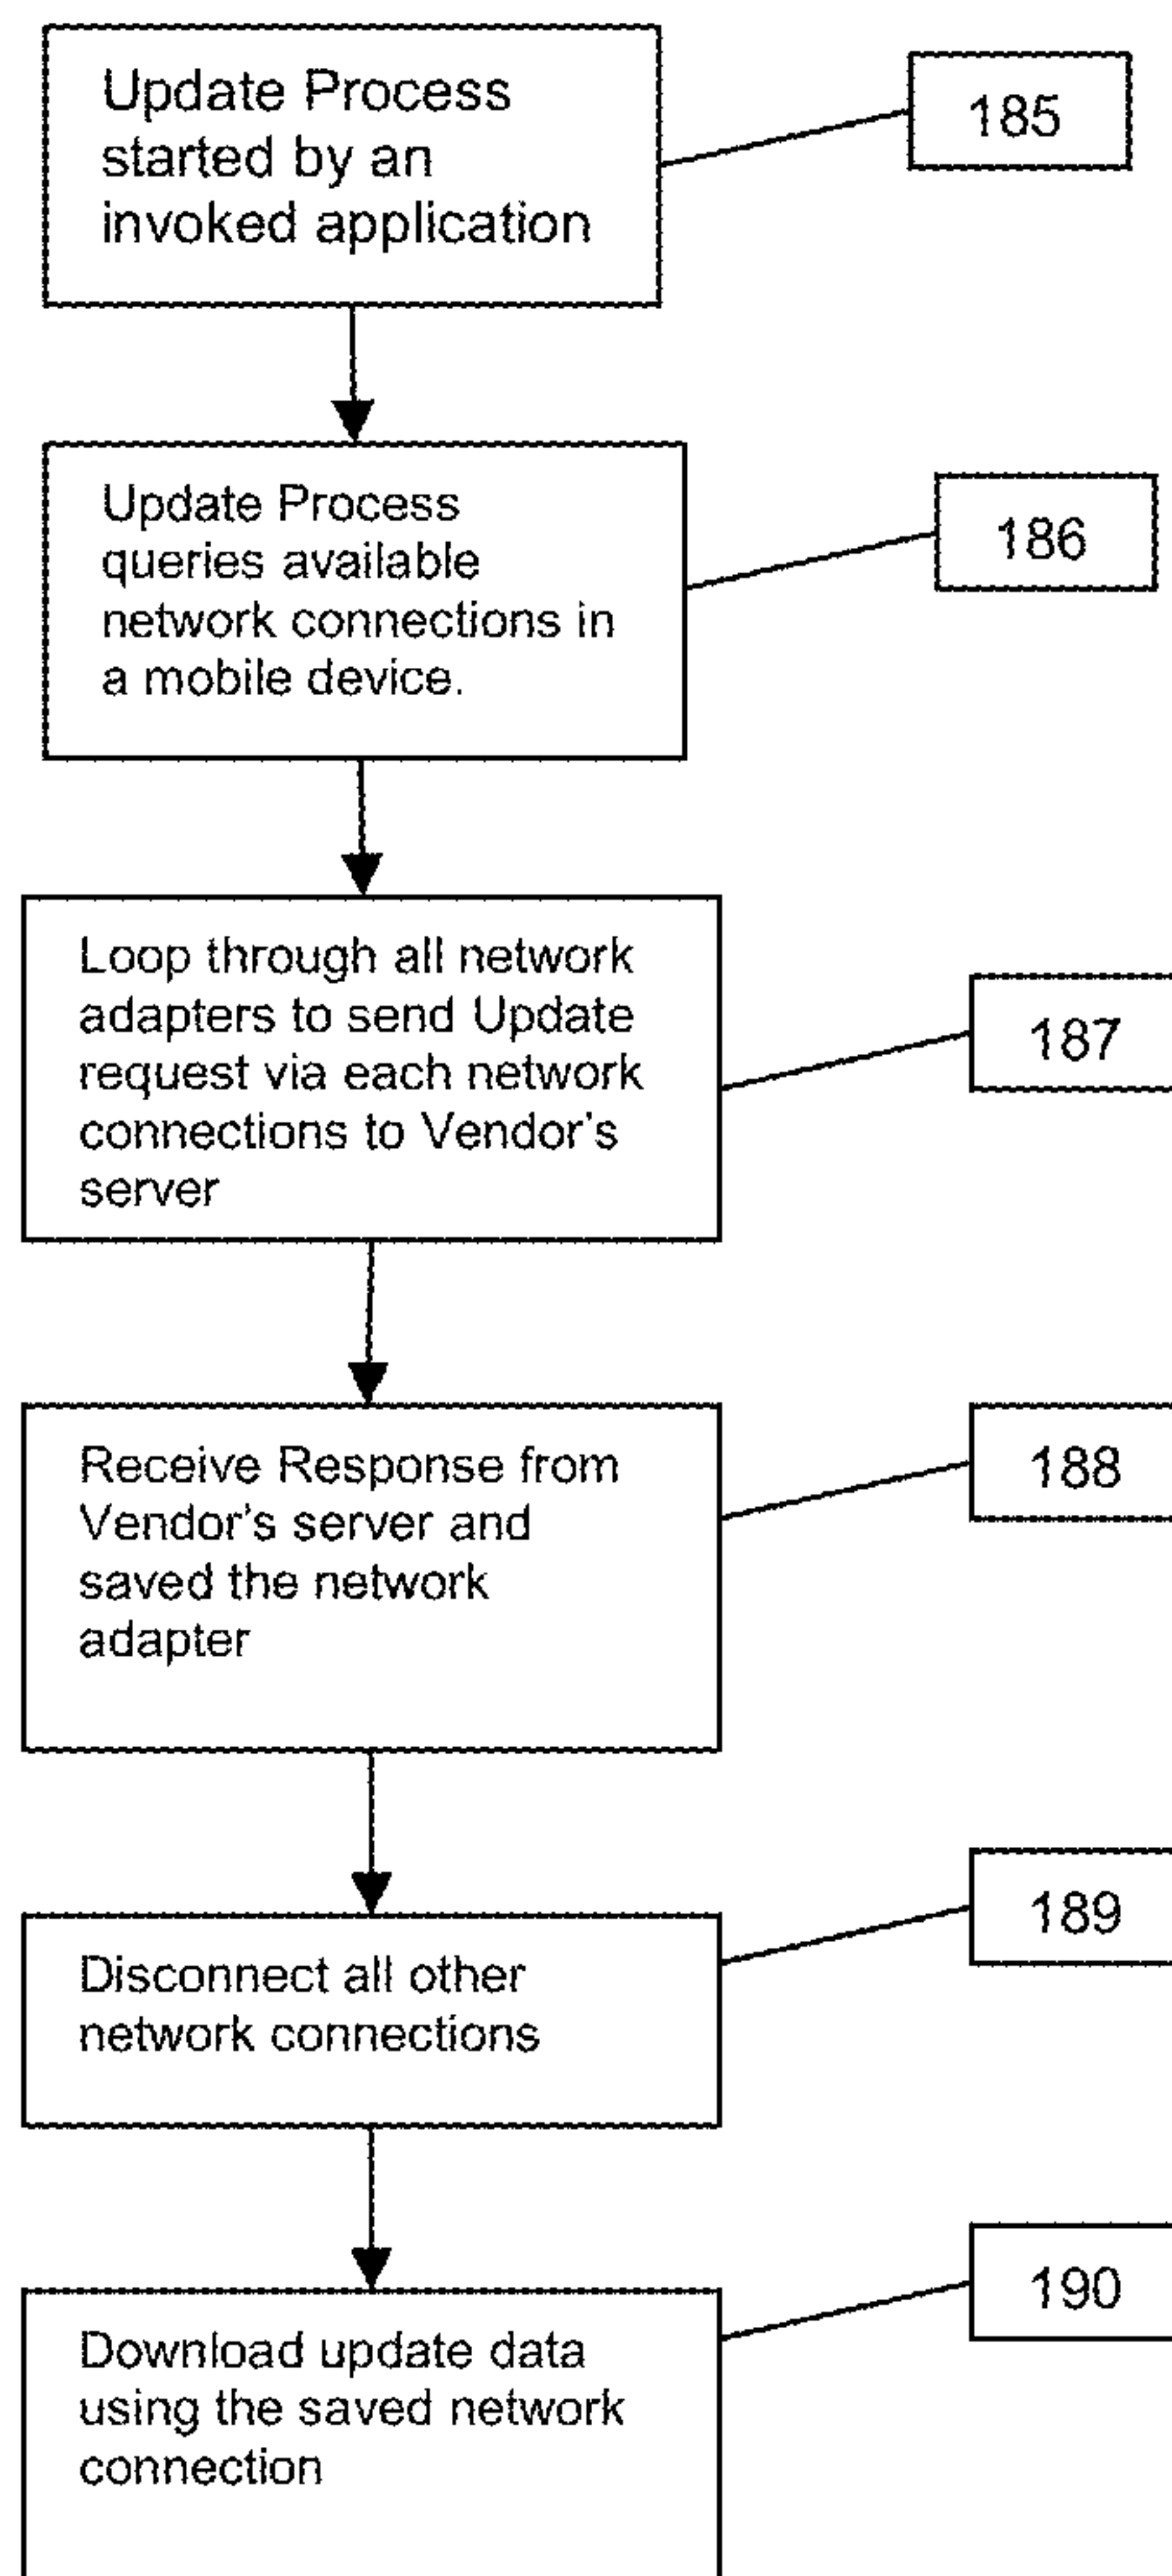 Update Process
started by an
invoked application
185
Update Process
queries available
network connections in
a mobile device.
186
Loop through all network
adapters to send Update
request via each network
connections to Vendor's
server
187
Receive Response from
Vendor's server and
saved the network
adapter
188
Disconnect all other
network connections
189
Download update data
using the saved network
connection
190